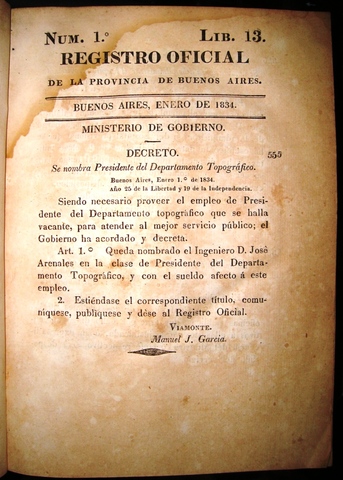 Num. 1.° Lib. 13.
REGISTRO OFICIAL
DE LA PROVINCIA DE BUENOS AIRES.
BUENOS AIRES, ENERO DE 1834.
MINISTERIO DE GOBIERNO.
DECRETO. 555
Se nombra Presidente del Departamento Topográfico.
Buenos Aires, Enero 1.° de 1834.
Año 25 de la Libertad y 19 de la Independencia.
Siendo necesario proveer el empleo de Presi-
dente del Departamento topográfico que se halla
vacante, para atender al mejor servicio público; el
Gobierno ha acordado y decreta.
Art. 1.° Queda nombrado el Ingeniero D. José
Arenales en la clase de Presidente del Departa-
mento Topográfico, y con el sueldo afecto á este
empleo.
2. Estiéndase el correspondiente título, comu-
níquese, publíquese y dése al Registro Oficial.
Viamonte.
Manuel J. Garcia.